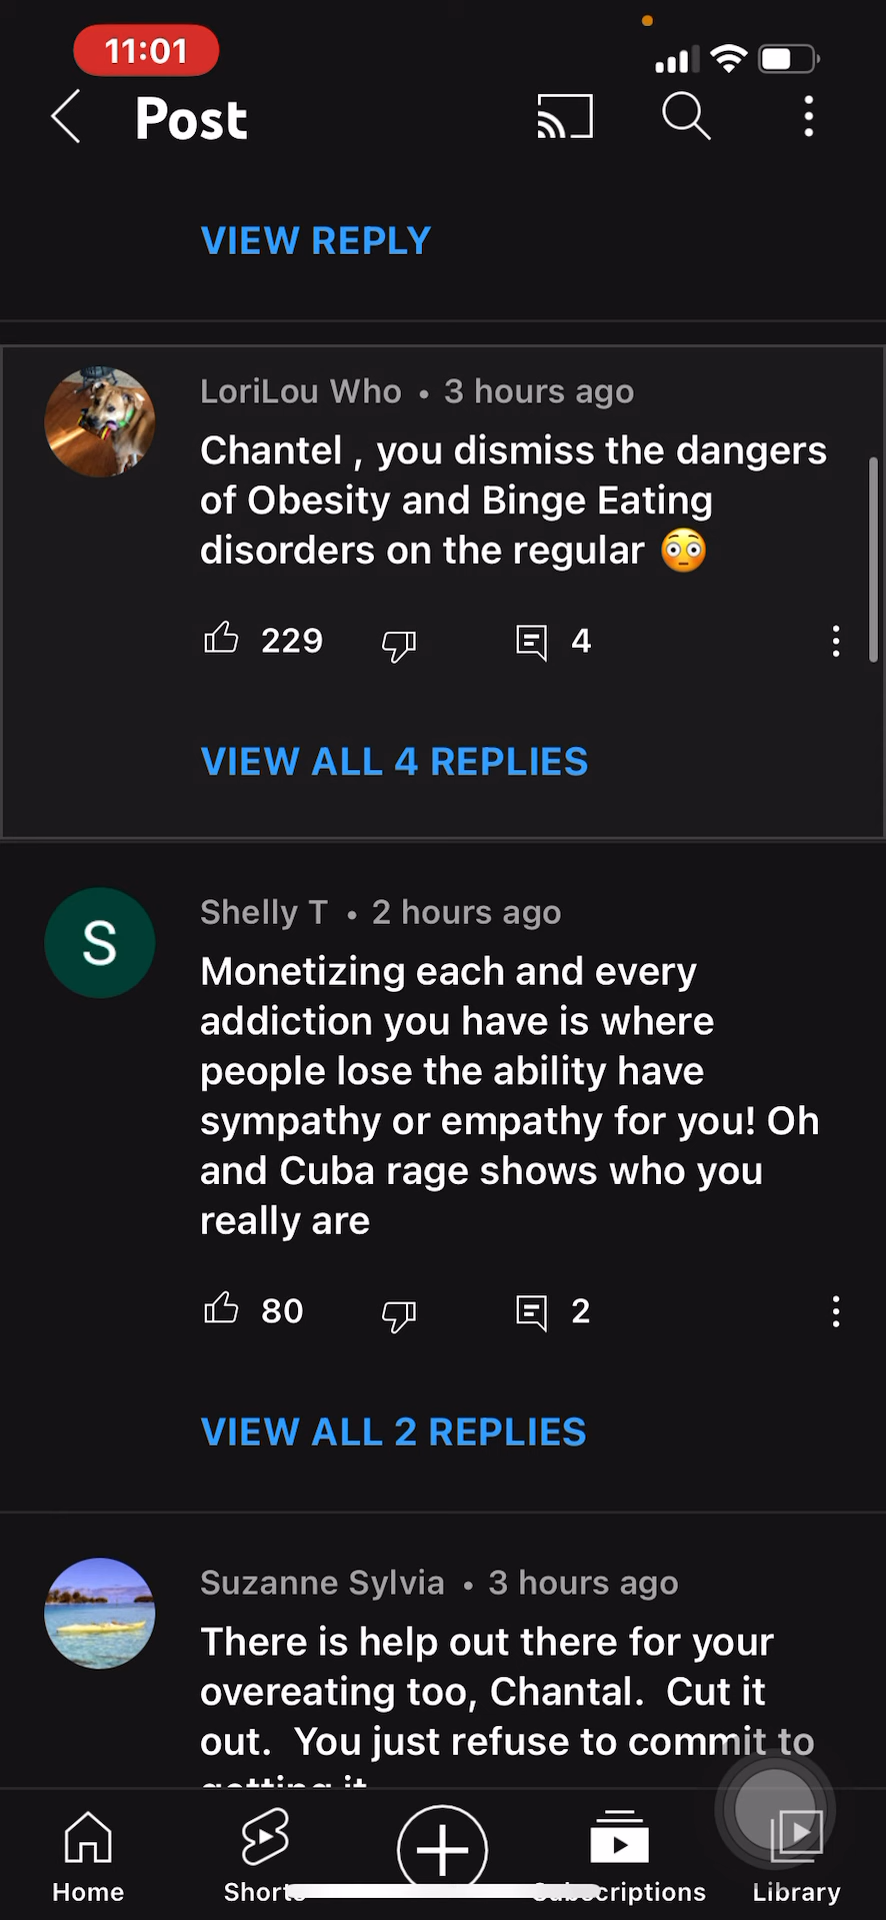 11:01
Post
VIEW REPLY
LoriLou Who • 3 hours ago
Chantel , you dismiss the dangers
of Obesity and Binge Eating
disorders on the regular 😳
229
4
VIEW ALL 4 REPLIES
S
Shelly T • 2 hours ago
Monetizing each and every
addiction you have is where
people lose the ability have
sympathy or empathy for you! Oh
and Cuba rage shows who you
really are
80
2
VIEW ALL 2 REPLIES
Suzanne Sylvia • 3 hours ago
There is help out there for your
overeating too, Chantal.  Cut it
out.  You just refuse to commit to
getting it
Home
Shorts
Subscriptions
Library